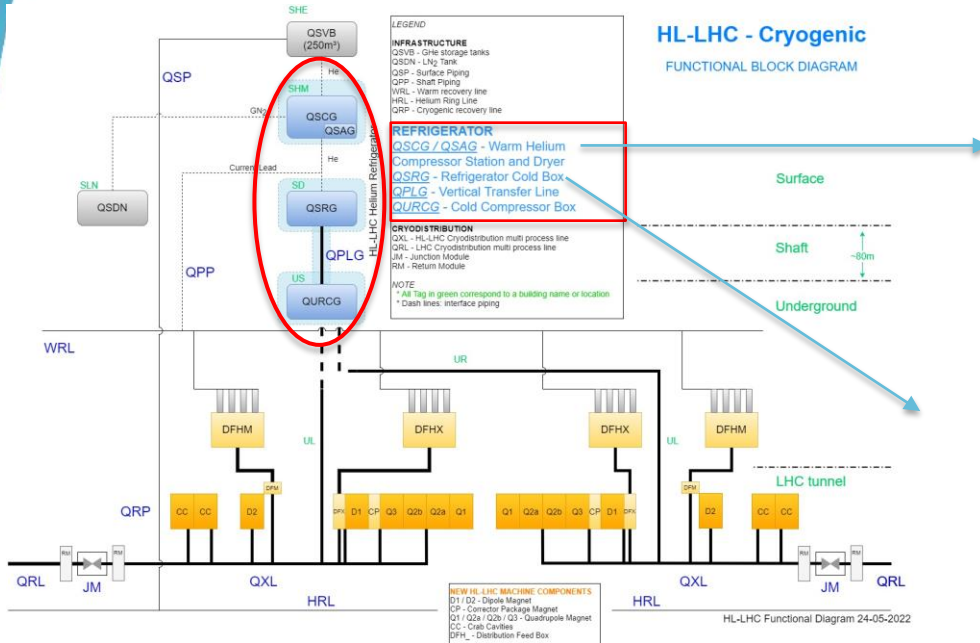 SHE
QSVB
(250m³)
QSP
He
SHM
GN₂
QSCG
QSAG
HL-LHC Helium Refrigerator
He
Current Lead
SLN
QSDN
SD
QSRG
QPLG
QPP
US
QURCG
LEGEND
INFRASTRUCTURE
QSVB - GHe storage tanks
QSDN - LN₂ Tank
QSP - Surface Piping
QPP - Shaft Piping
WRL - Warm recovery line
HRL - Helium Ring Line
QRP - Cryogenic recovery line
REFRIGERATOR
QSCG / QSAG - Warm Helium
Compressor Station and Dryer
QSRG - Refrigerator Cold Box
QPLG - Vertical Transfer Line
QURCG - Cold Compressor Box
CRYODISTRIBUTION
QXL - HL-LHC Cryodistribution multi process line
QRL - LHC Cryodistribution multi process line
JM - Junction Module
RM - Return Module
NOTE
* All Tag in green correspond to a building name or location
* Dash lines: interface piping
HL-LHC - Cryogenic
FUNCTIONAL BLOCK DIAGRAM
Surface
Shaft
~80m
Underground
WRL
UR
DFHM
DFHX
DFHX
DFHM
UL
UL
LHC tunnel
QRP
DFM
DFM
CC CC D2 DFX D1 CP Q3 Q2b Q2a Q1
Q1 Q2a Q2b Q3 CP D1 DFX D2 CC CC
RM RM
RM RM
QRL JM QXL
QXL JM QRL
HRL
HRL
NEW HL-LHC MACHINE COMPONENTS
D1 / D2 - Dipole Magnet
CP - Corrector Package Magnet
Q1 / Q2a / Q2b / Q3 - Quadrupole Magnet
CC - Crab Cavities
DFH_ - Distribution Feed Box
HL-LHC Functional Diagram 24-05-2022